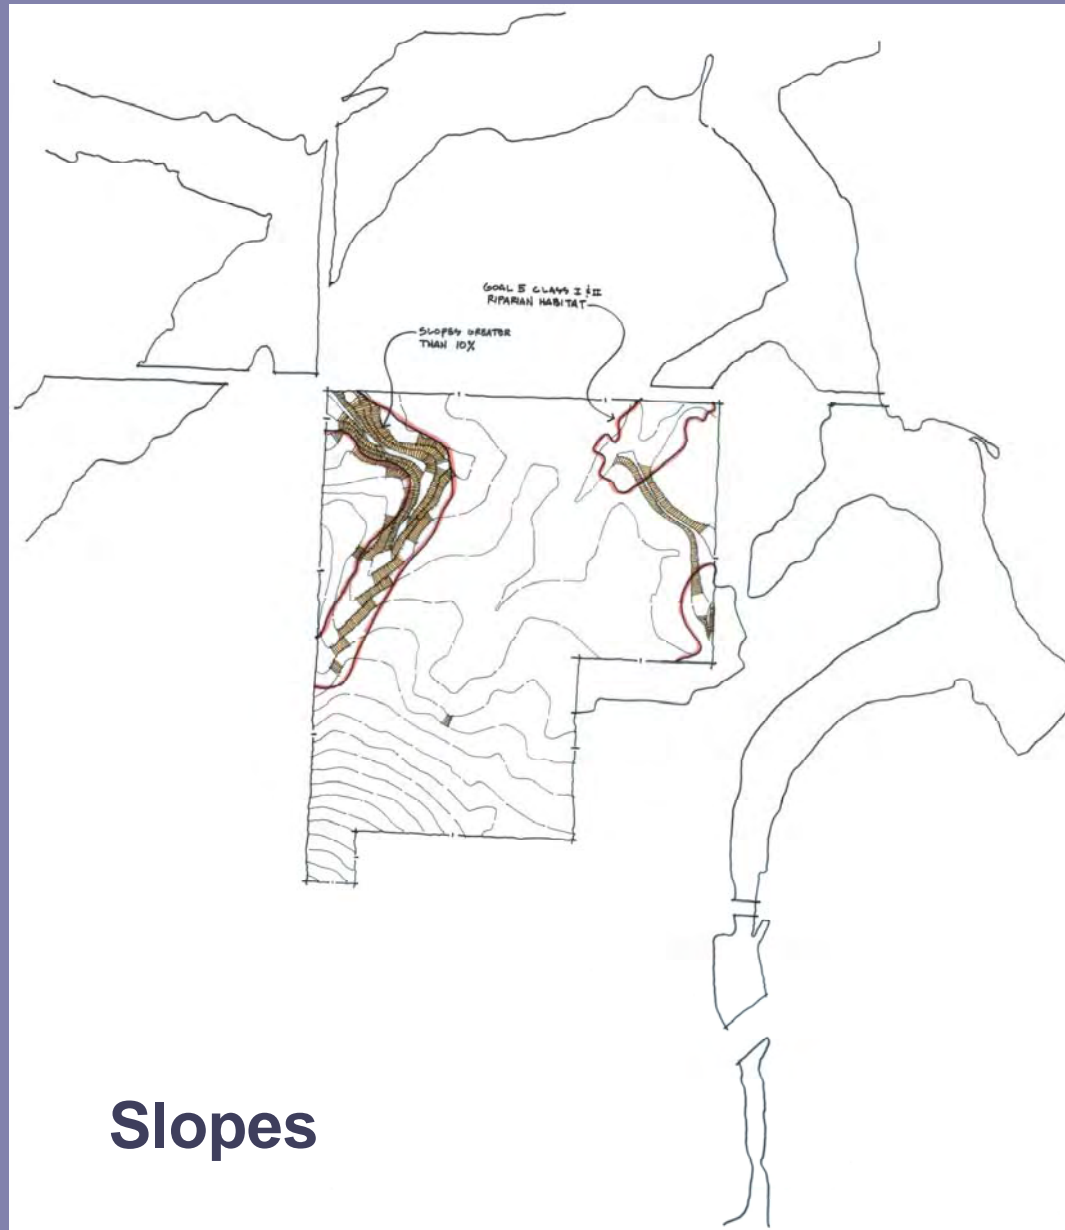 GOAL 5 CLASS I & II
RIPARIAN HABITAT
SLOPES GREATER
THAN 10%
Slopes